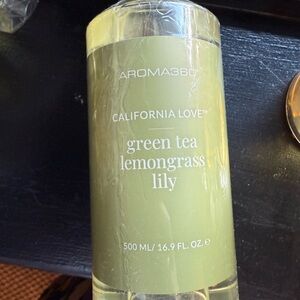 AROMA360
CALIFORNIA LOVE™
green tea
lemongrass
lily
500 ML/ 16.9 FL. OZ. ℮